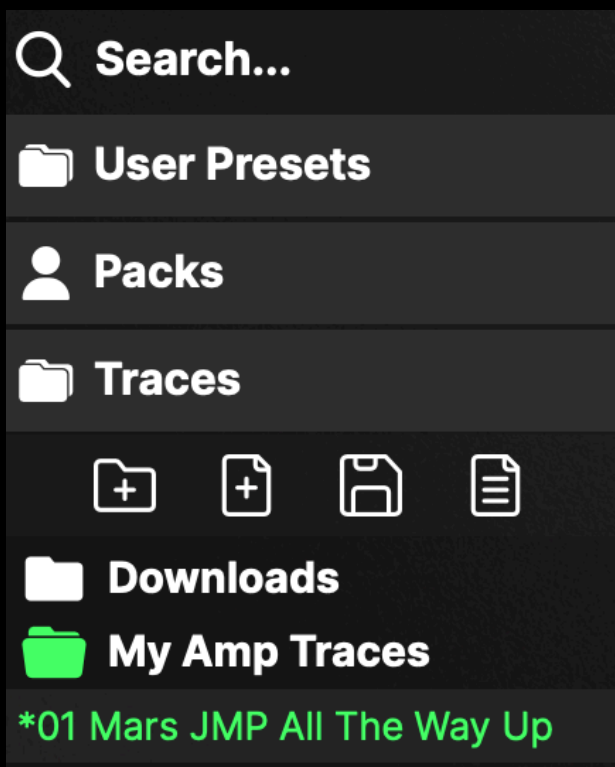 Search...
User Presets
Packs
Traces
Downloads
My Amp Traces
*01 Mars JMP All The Way Up